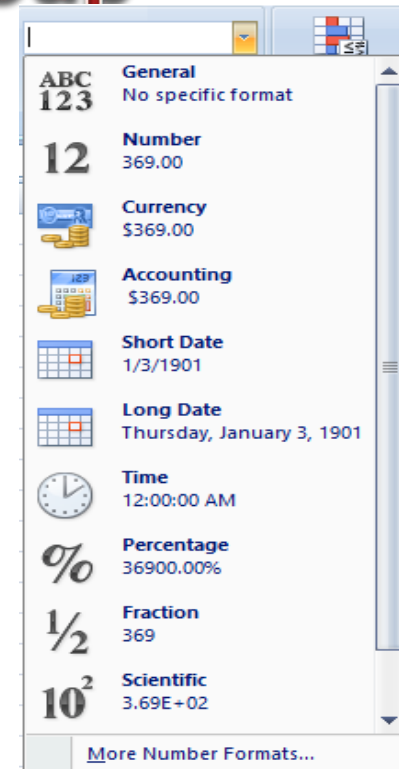 ABC
123
General
No specific format
12
Number
369.00
Currency
$369.00
123
Accounting
$369.00
Short Date
1/3/1901
Long Date
Thursday, January 3, 1901
Time
12:00:00 AM
%
Percentage
36900.00%
1/2
Fraction
369
10²
Scientific
3.69E+02
More Number Formats...